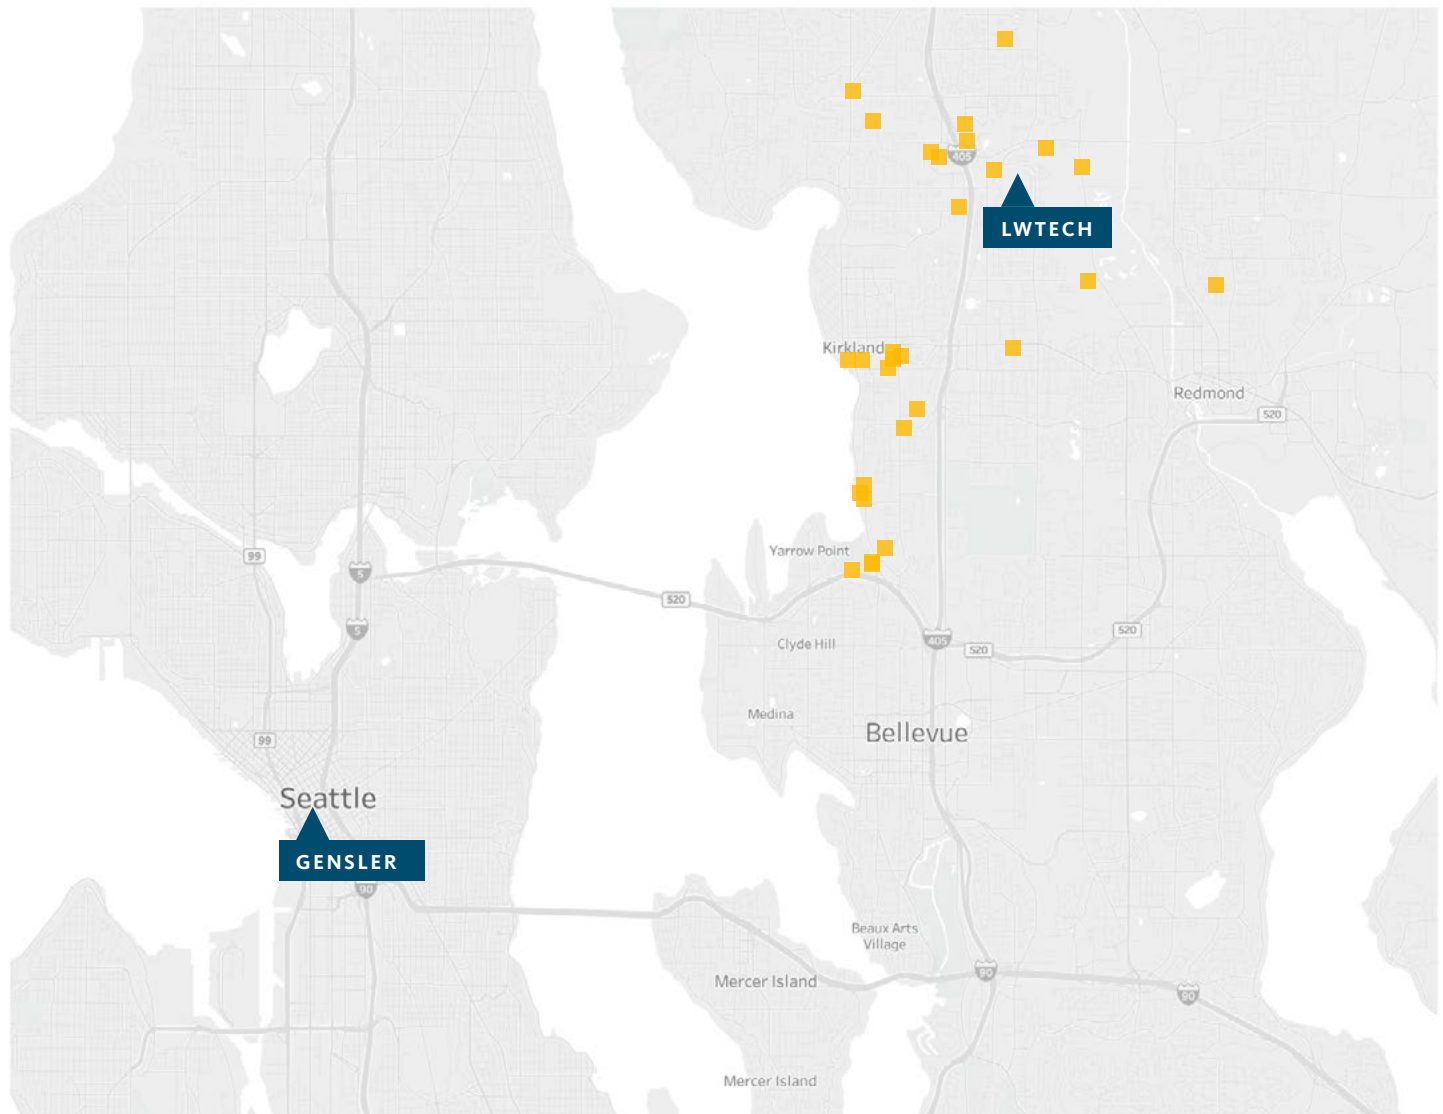 405
LWTECH
Kirkland
Redmond
520
99
Yarrow Point
5
520
5
Clyde Hill
405
520
520
Medina
Bellevue
99
Seattle
GENSLER
90
Beaux Arts
Village
90
Mercer Island
90
Mercer Island